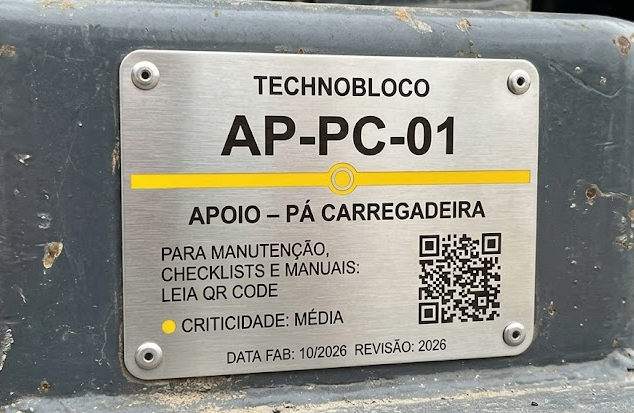 TECHNOBLOCO
AP-PC-01
APOIO – PÁ CARREGADEIRA
PARA MANUTENÇÃO,
CHECKLISTS E MANUAIS:
LEIA QR CODE
CRITICIDADE: MÉDIA
DATA FAB: 10/2026 REVISÃO: 2026